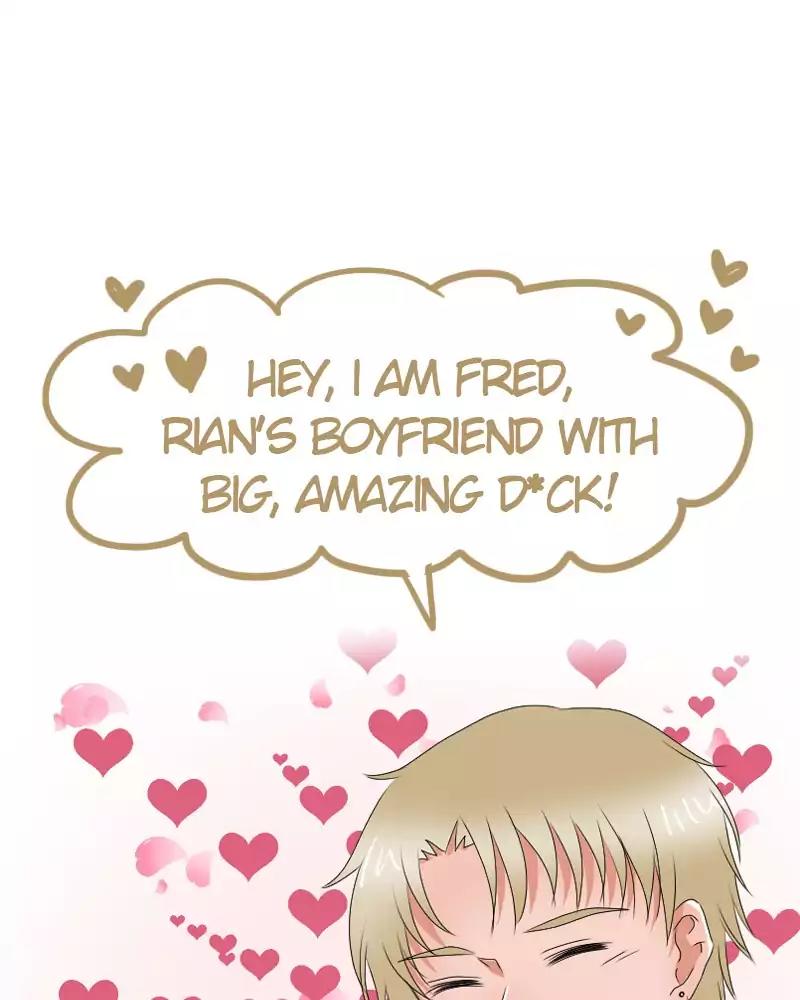 HEY, I AM FRED,
RIAN'S BOYFRIEND WITH
BIG, AMAZING D*CK!